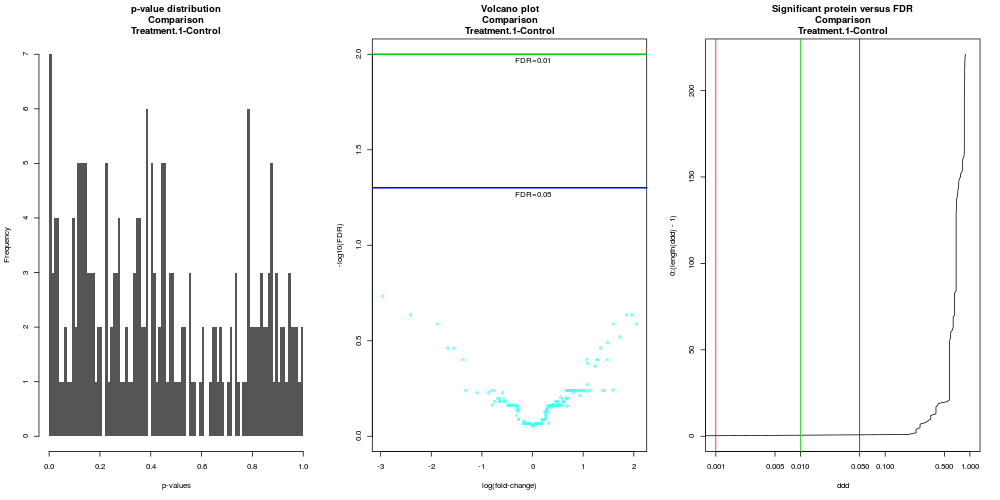 p-value distribution
Comparison
Treatment.1-Control
Frequency
0
1
2
3
4
5
6
7
0.0
0.2
0.4
0.6
0.8
1.0
p-values
Volcano plot
Comparison
Treatment.1-Control
-log10(FDR)
0.0
0.5
1.0
1.5
2.0
FDR=0.01
FDR=0.05
-3
-2
-1
0
1
2
log(fold-change)
Significant protein versus FDR
Comparison
Treatment.1-Control
0:(length(ddd) - 1)
0
50
100
150
200
0.001
0.005
0.010
0.050
0.100
0.500
1.000
ddd